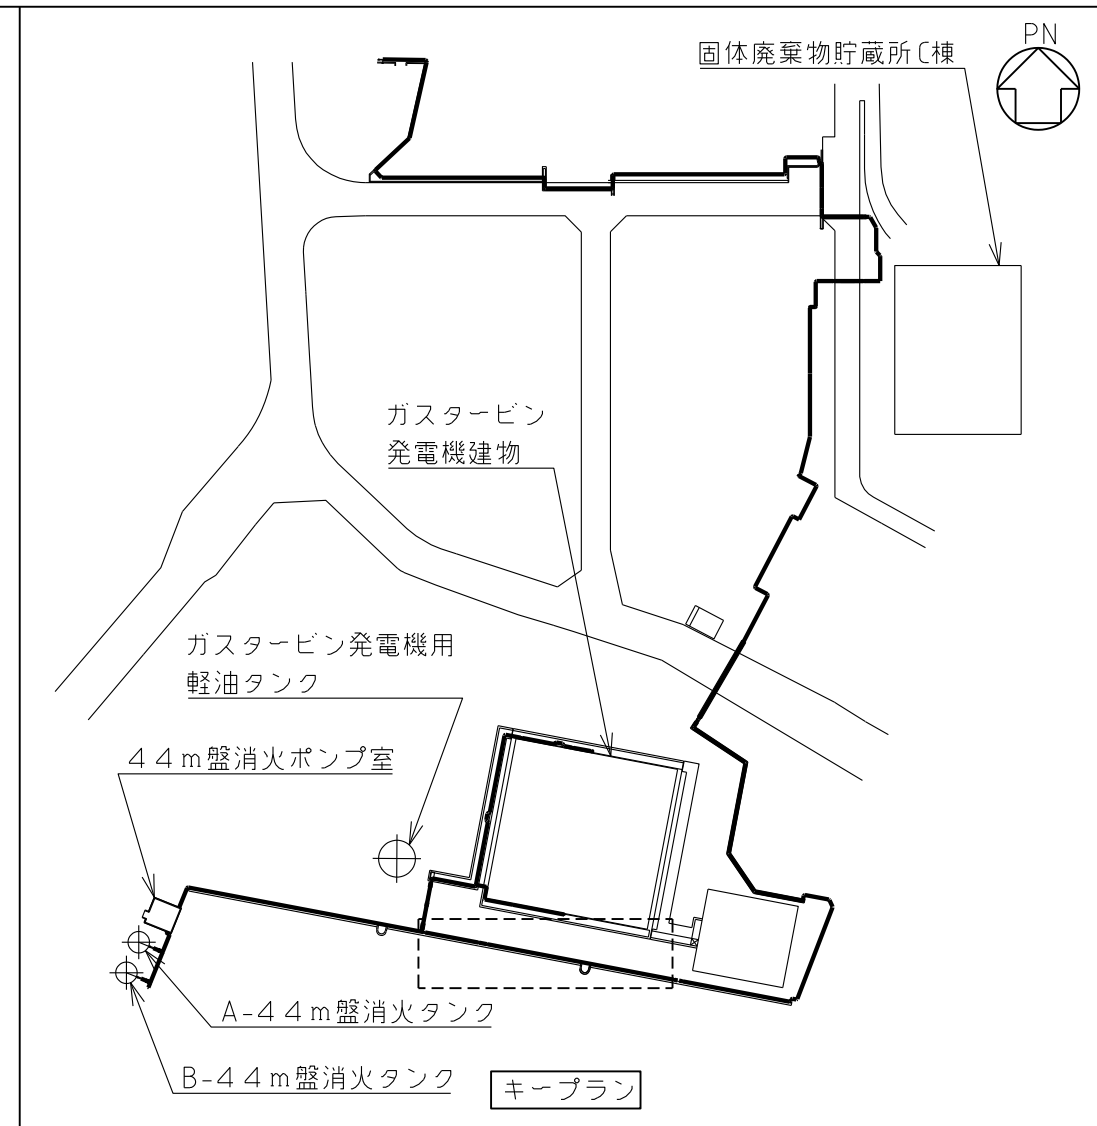 PN
固体廃棄物貯蔵所C棟
ガスタービン
発電機建物
ガスタービン発電機用
軽油タンク
44m盤消火ポンプ室
A-44m盤消火タンク
B-44m盤消火タンク
キープラン